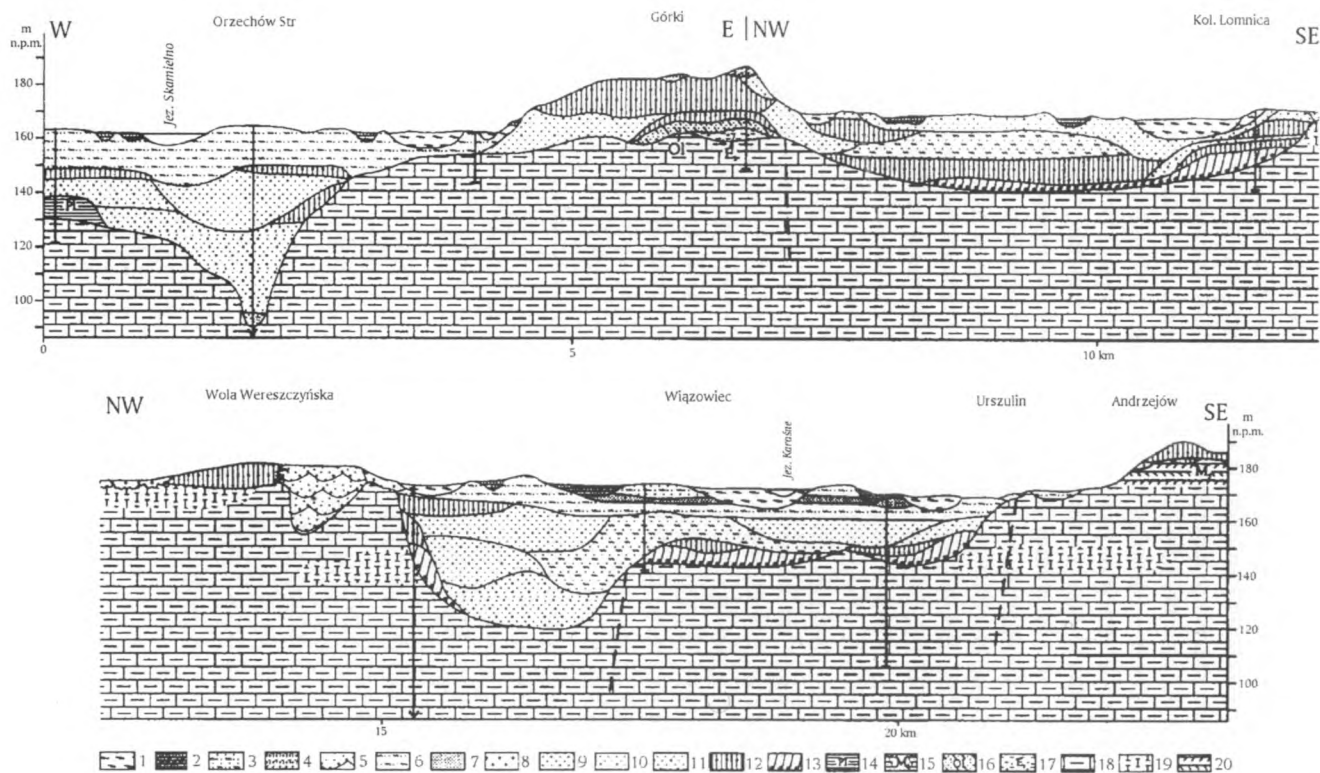 m
n.p.m.
W
Orzechów Str
Górki
E | NW
Kol. Lomnica
SE
Jez. Skomielno
180
160
140
120
100
Ol
E
0
5
10 km
NW
Wola Wereszczyńska
Wiązowiec
Urszulin
Andrzejów
SE
m
n.p.m.
Jez. Karaśne
M
180
160
140
120
100
15
20 km
1 2 3 4 5 6 7 8 9 10 11 12 13 14 15 16 17 18 19 20